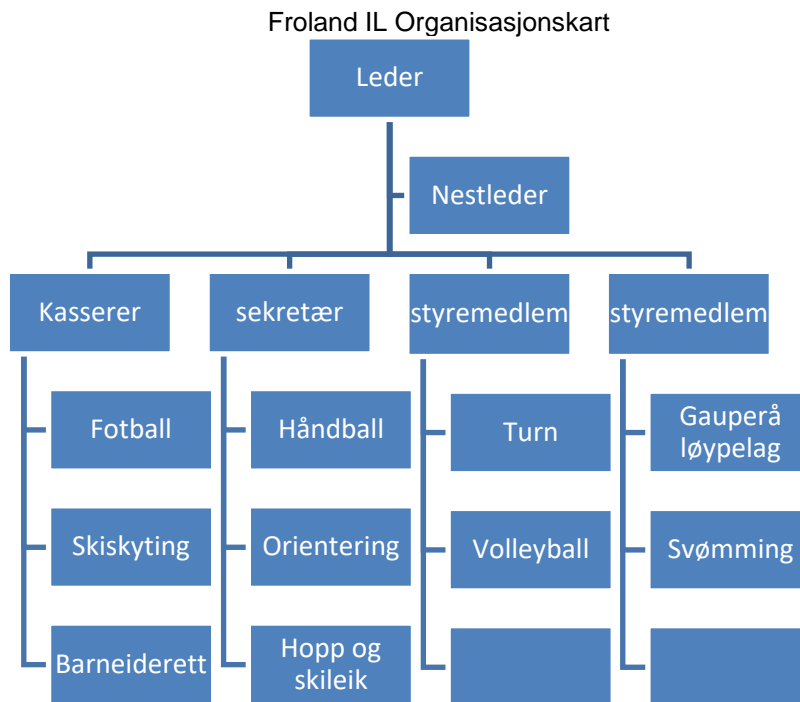 Froland IL Organisasjonskart
Leder
Nestleder
Kasserer
sekretær
styremedlem
styremedlem
Fotball
Håndball
Turn
Gauperå
løypelag
Skiskyting
Orientering
Volleyball
Svømming
Barneiderett
Hopp og
skileik